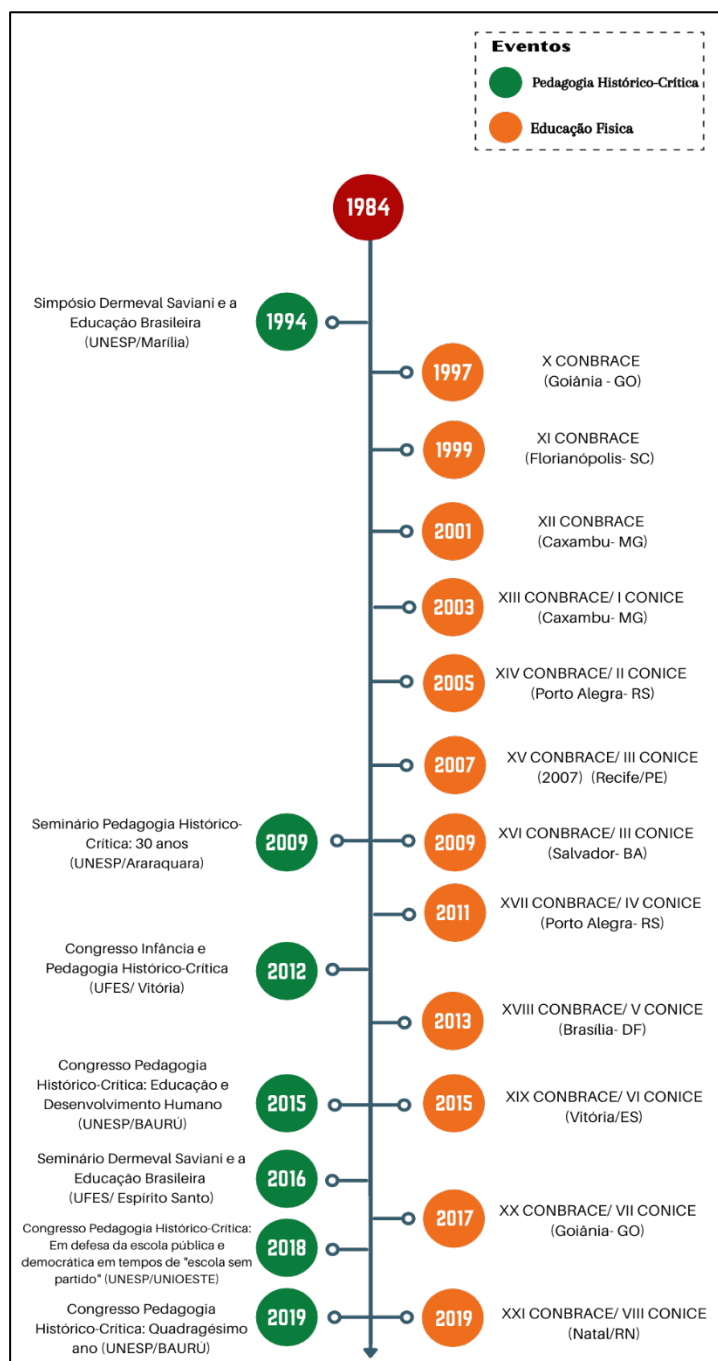 Eventos
Pedagogia Histórico-Crítica
Educação Fisica
1984
Simpósio Dermeval Saviani e a
Educação Brasileira
(UNESP/Marília)
1994
1997
X CONBRACE
(Goiânia - GO)
1999
XI CONBRACE
(Florianópolis- SC)
2001
XII CONBRACE
(Caxambu- MG)
2003
XIII CONBRACE/ I CONICE
(Caxambu- MG)
2005
XIV CONBRACE/ II CONICE
(Porto Alegra- RS)
2007
XV CONBRACE/ III CONICE
(2007) (Recife/PE)
Seminário Pedagogia Histórico-
Crítica: 30 anos
(UNESP/Araraquara)
2009
2009
XVI CONBRACE/ III CONICE
(Salvador- BA)
2011
XVII CONBRACE/ IV CONICE
(Porto Alegra- RS)
Congresso Infância e
Pedagogia Histórico-Crítica
(UFES/ Vitória)
2012
2013
XVIII CONBRACE/ V CONICE
(Brasília- DF)
Congresso Pedagogia
Histórico-Crítica: Educação e
Desenvolvimento Humano
(UNESP/BAURÚ)
2015
2015
XIX CONBRACE/ VI CONICE
(Vitória/ES)
Seminário Dermeval Saviani e a
Educação Brasileira
(UFES/ Espírito Santo)
2016
2017
XX CONBRACE/ VII CONICE
(Goiânia- GO)
Congresso Pedagogia Histórico-Crítica:
Em defesa da escola pública e
democrática em tempos de "escola sem
partido" (UNESP/UNIOESTE)
2018
Congresso Pedagogia
Histórico-Crítica: Quadragésimo
ano (UNESP/BAURÚ)
2019
2019
XXI CONBRACE/ VIII CONICE
(Natal/RN)